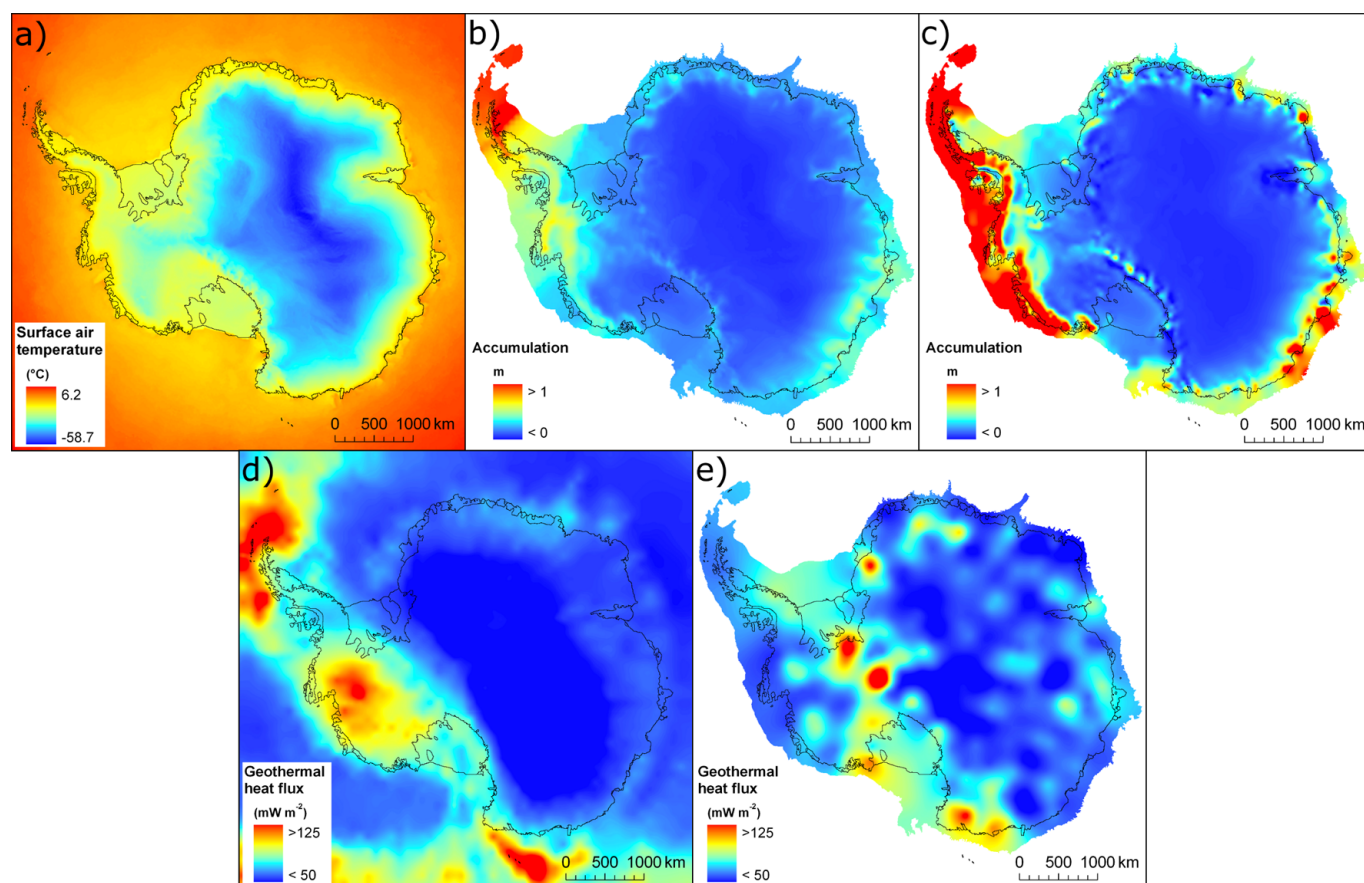 a)
Surface air
temperature
(°C)
6.2
-58.7
0 500 1000 km
b)
Accumulation
m
> 1
< 0
0 500 1000 km
c)
Accumulation
m
> 1
< 0
0 500 1000 km
d)
Geothermal
heat flux
(mW m⁻²)
>125
< 50
0 500 1000 km
e)
Geothermal
heat flux
(mW m⁻²)
>125
< 50
0 500 1000 km